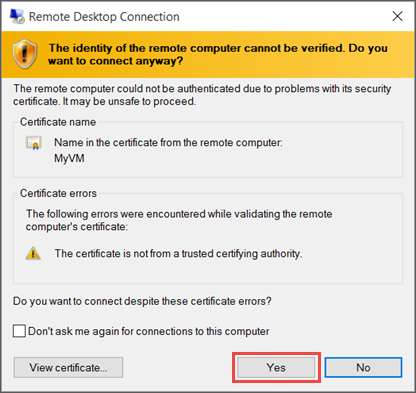 Remote Desktop Connection
The identity of the remote computer cannot be verified. Do you
want to connect anyway?
The remote computer could not be authenticated due to problems with its security
certificate. It may be unsafe to proceed.
Certificate name
Name in the certificate from the remote computer:
MyVM
Certificate errors
The following errors were encountered while validating the remote
computer's certificate:
The certificate is not from a trusted certifying authority.
Do you want to connect despite these certificate errors?
Don't ask me again for connections to this computer
View certificate... Yes No